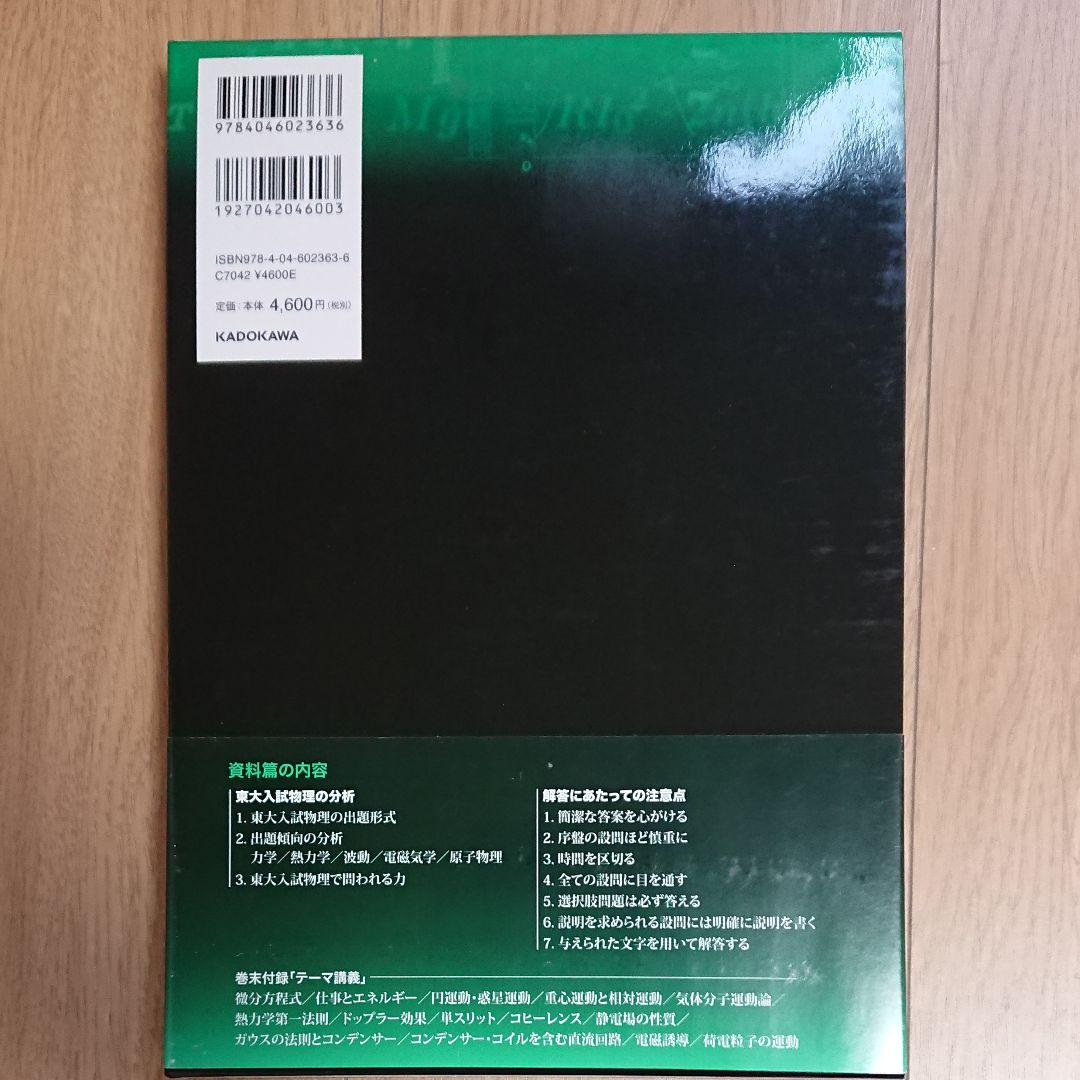 9784046023636
1927042046003
ISBN978-4-04-602363-6
C7042 ¥4600E
定価:本体 4,600円(税別)
KADOKAWA
資料篇の内容
東大入試物理の分析
1. 東大入試物理の出題形式
2. 出題傾向の分析
力学／熱力学／波動／電磁気学／原子物理
3. 東大入試物理で問われる力
解答にあたっての注意点
1. 簡潔な答案を心がける
2. 序盤の設問ほど慎重に
3. 時間を区切る
4. 全ての設問に目を通す
5. 選択肢問題は必ず答える
6. 説明を求められる設問には明確に説明を書く
7. 与えられた文字を用いて解答する
巻末付録「テーマ講義」
微分方程式／仕事とエネルギー／円運動・惑星運動／重心運動と相対運動／気体分子運動論／
熱力学第一法則／ドップラー効果／単スリット／コヒーレンス／静電場の性質／
ガウスの法則とコンデンサー／コンデンサー・コイルを含む直流回路／電磁誘導／荷電粒子の運動